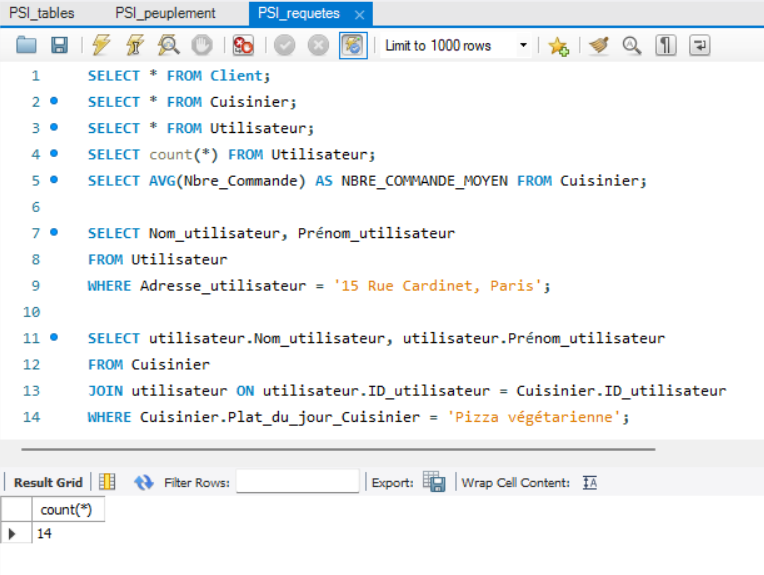 PSI_tables PSI_peuplement PSI_requetes
Limit to 1000 rows
1 SELECT * FROM Client;
2 SELECT * FROM Cuisinier;
3 SELECT * FROM Utilisateur;
4 SELECT count(*) FROM Utilisateur;
5 SELECT AVG(Nbre_Commande) AS NBRE_COMMANDE_MOYEN FROM Cuisinier;
6
7 SELECT Nom_utilisateur, Prénom_utilisateur
8 FROM Utilisateur
9 WHERE Adresse_utilisateur = '15 Rue Cardinet, Paris';
10
11 SELECT utilisateur.Nom_utilisateur, utilisateur.Prénom_utilisateur
12 FROM Cuisinier
13 JOIN utilisateur ON utilisateur.ID_utilisateur = Cuisinier.ID_utilisateur
14 WHERE Cuisinier.Plat_du_jour_Cuisinier = 'Pizza végétarienne';
Result Grid Filter Rows: Export: Wrap Cell Content:
count(*)
14